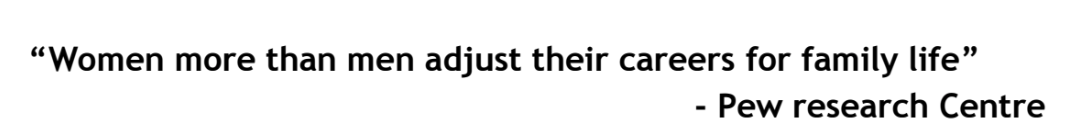 “Women more than men adjust their careers for family life”
- Pew research Centre